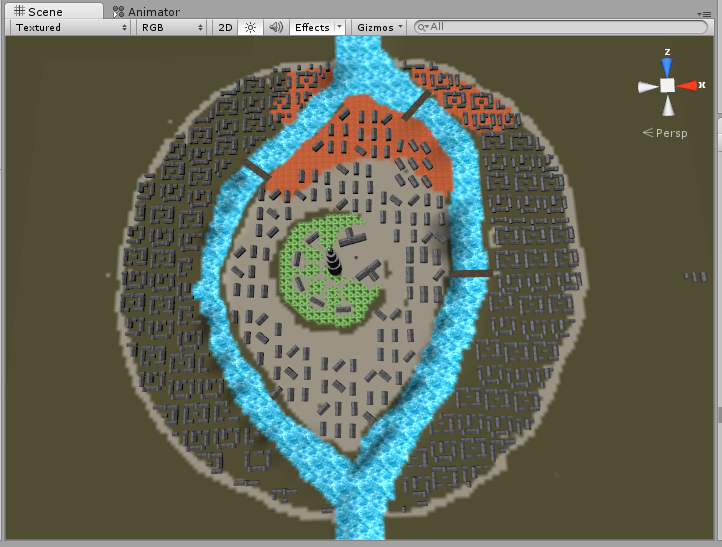 Scene Animator
Textured RGB 2D Effects Gizmos All
z
x
Persp